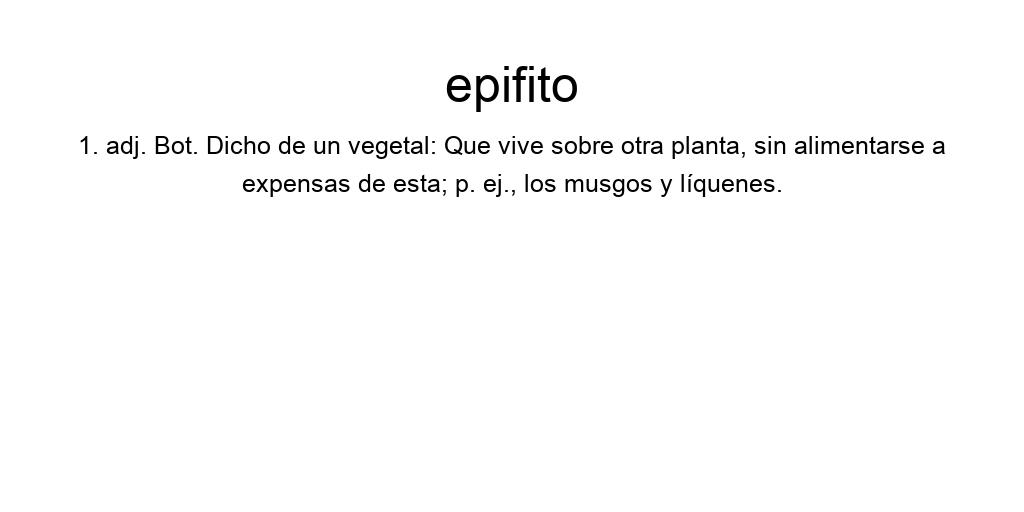 epifito
1. adj. Bot. Dicho de un vegetal: Que vive sobre otra planta, sin alimentarse a
expensas de esta; p. ej., los musgos y líquenes.